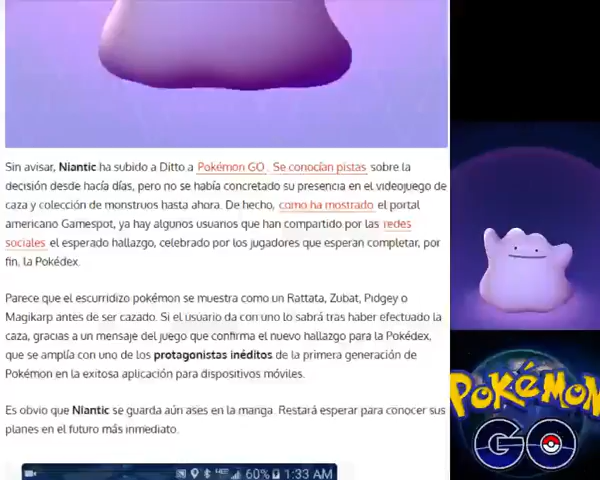 Sin avisar, Niantic ha subido a Ditto a Pokémon GO. Se conocían pistas sobre la
decisión desde hacía días, pero no se había concretado su presencia en el videojuego de
caza y colección de monstruos hasta ahora. De hecho, como ha mostrado el portal
americano Gamespot, ya hay algunos usuarios que han compartido por las redes
sociales el esperado hallazgo, celebrado por los jugadores que esperan completar, por
fin, la Pokédex.
Parece que el escurridizo pokémon se muestra como un Rattata, Zubat, Pidgey o
Magikarp antes de ser cazado. Si el usuario da con uno lo sabrá tras haber efectuado la
caza, gracias a un mensaje del juego que confirma el nuevo hallazgo para la Pokédex,
que se amplía con uno de los protagonistas inéditos de la primera generación de
Pokémon en la exitosa aplicación para dispositivos móviles.
Es obvio que Niantic se guarda aún ases en la manga. Restará esperar para conocer sus
planes en el futuro más inmediato.
60% 1:33 AM
POKéMON
GO